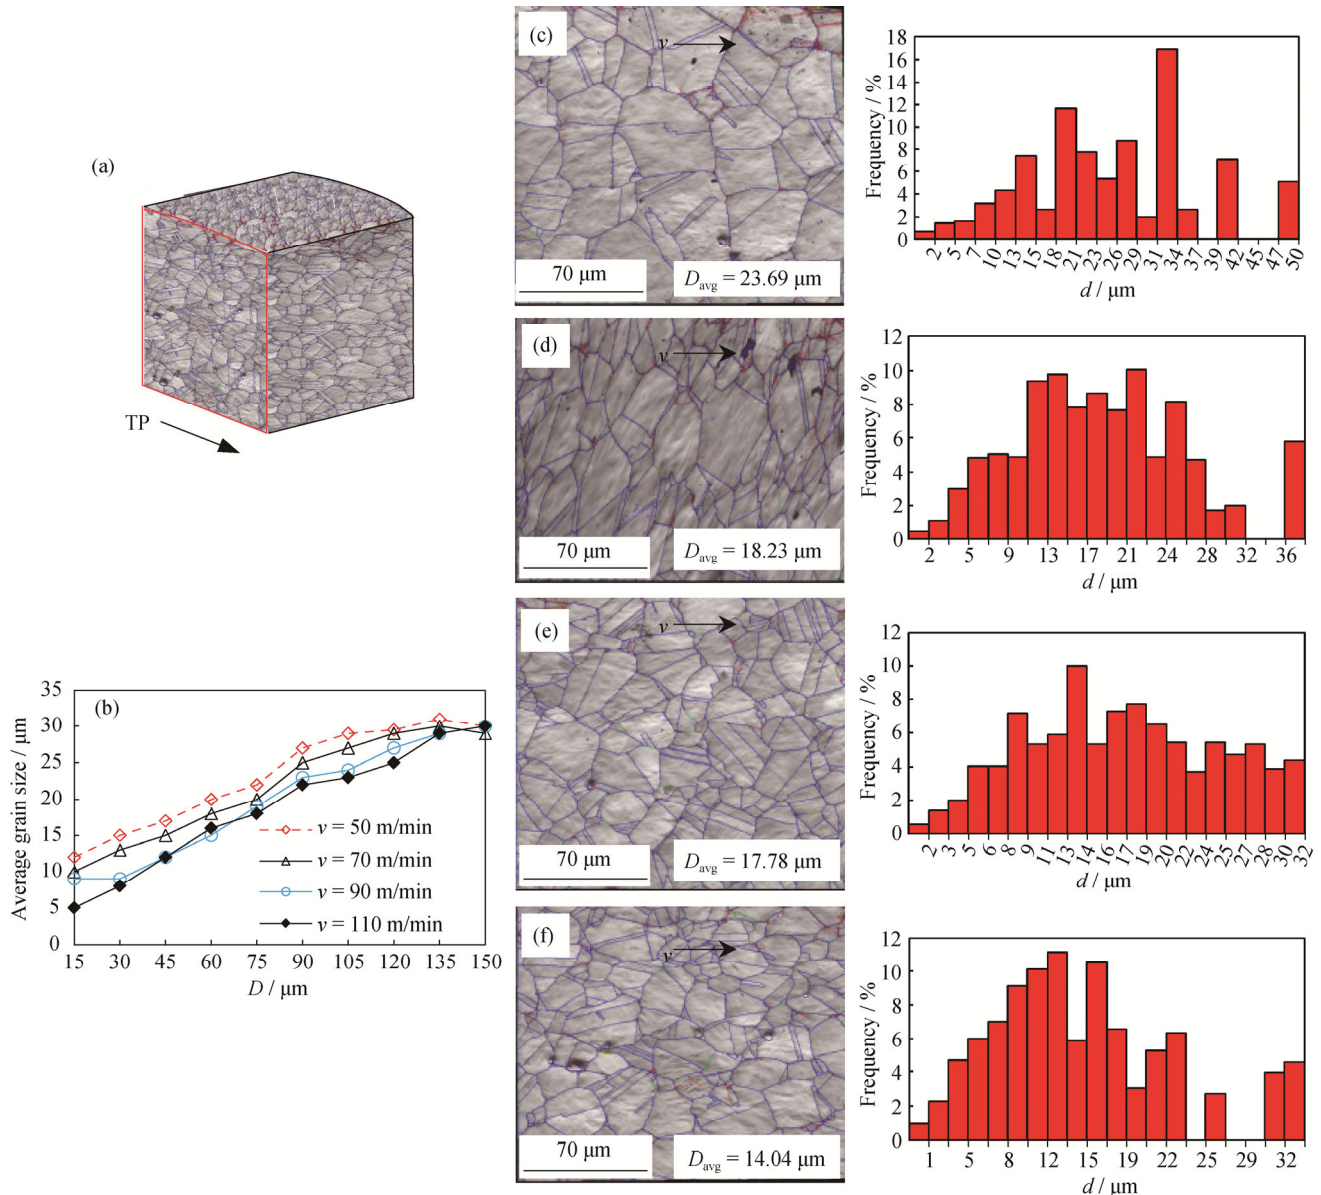 (a)
TP
(b)
Average grain size / μm
35
30
25
20
15
10
5
0
v = 50 m/min
v = 70 m/min
v = 90 m/min
v = 110 m/min
15 30 45 60 75 90 105 120 135 150
D / μm
(c)
v
70 μm
D avg = 23.69 μm
Frequency / %
18
16
14
12
10
8
6
4
2
0
2 5 7 10 13 15 18 21 23 26 29 31 34 37 39 42 45 47 50
d / μm
(d)
v
70 μm
D avg = 18.23 μm
Frequency / %
12
10
8
6
4
2
0
2 5 9 13 17 21 24 28 32 36
d / μm
(e)
v
70 μm
D avg = 17.78 μm
Frequency / %
12
10
8
6
4
2
0
2 3 5 6 8 9 11 13 14 16 17 19 20 22 24 25 27 28 30 32
d / μm
(f)
v
70 μm
D avg = 14.04 μm
Frequency / %
12
10
8
6
4
2
0
1 5 8 12 15 19 22 25 29 32
d / μm